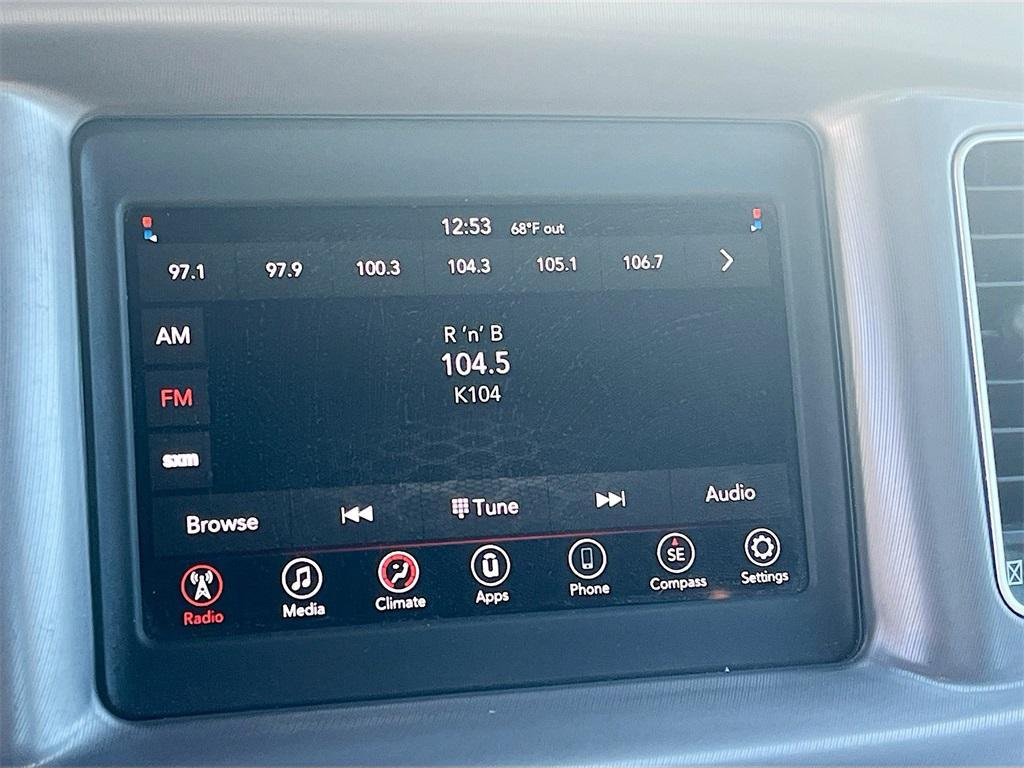 12:53 68°F out
97.1 97.9 100.3 104.3 105.1 106.7
AM
R 'n' B
104.5
FM
K104
sxm
Browse Tune Audio
SE
Radio Media Climate Apps Phone Compass Settings